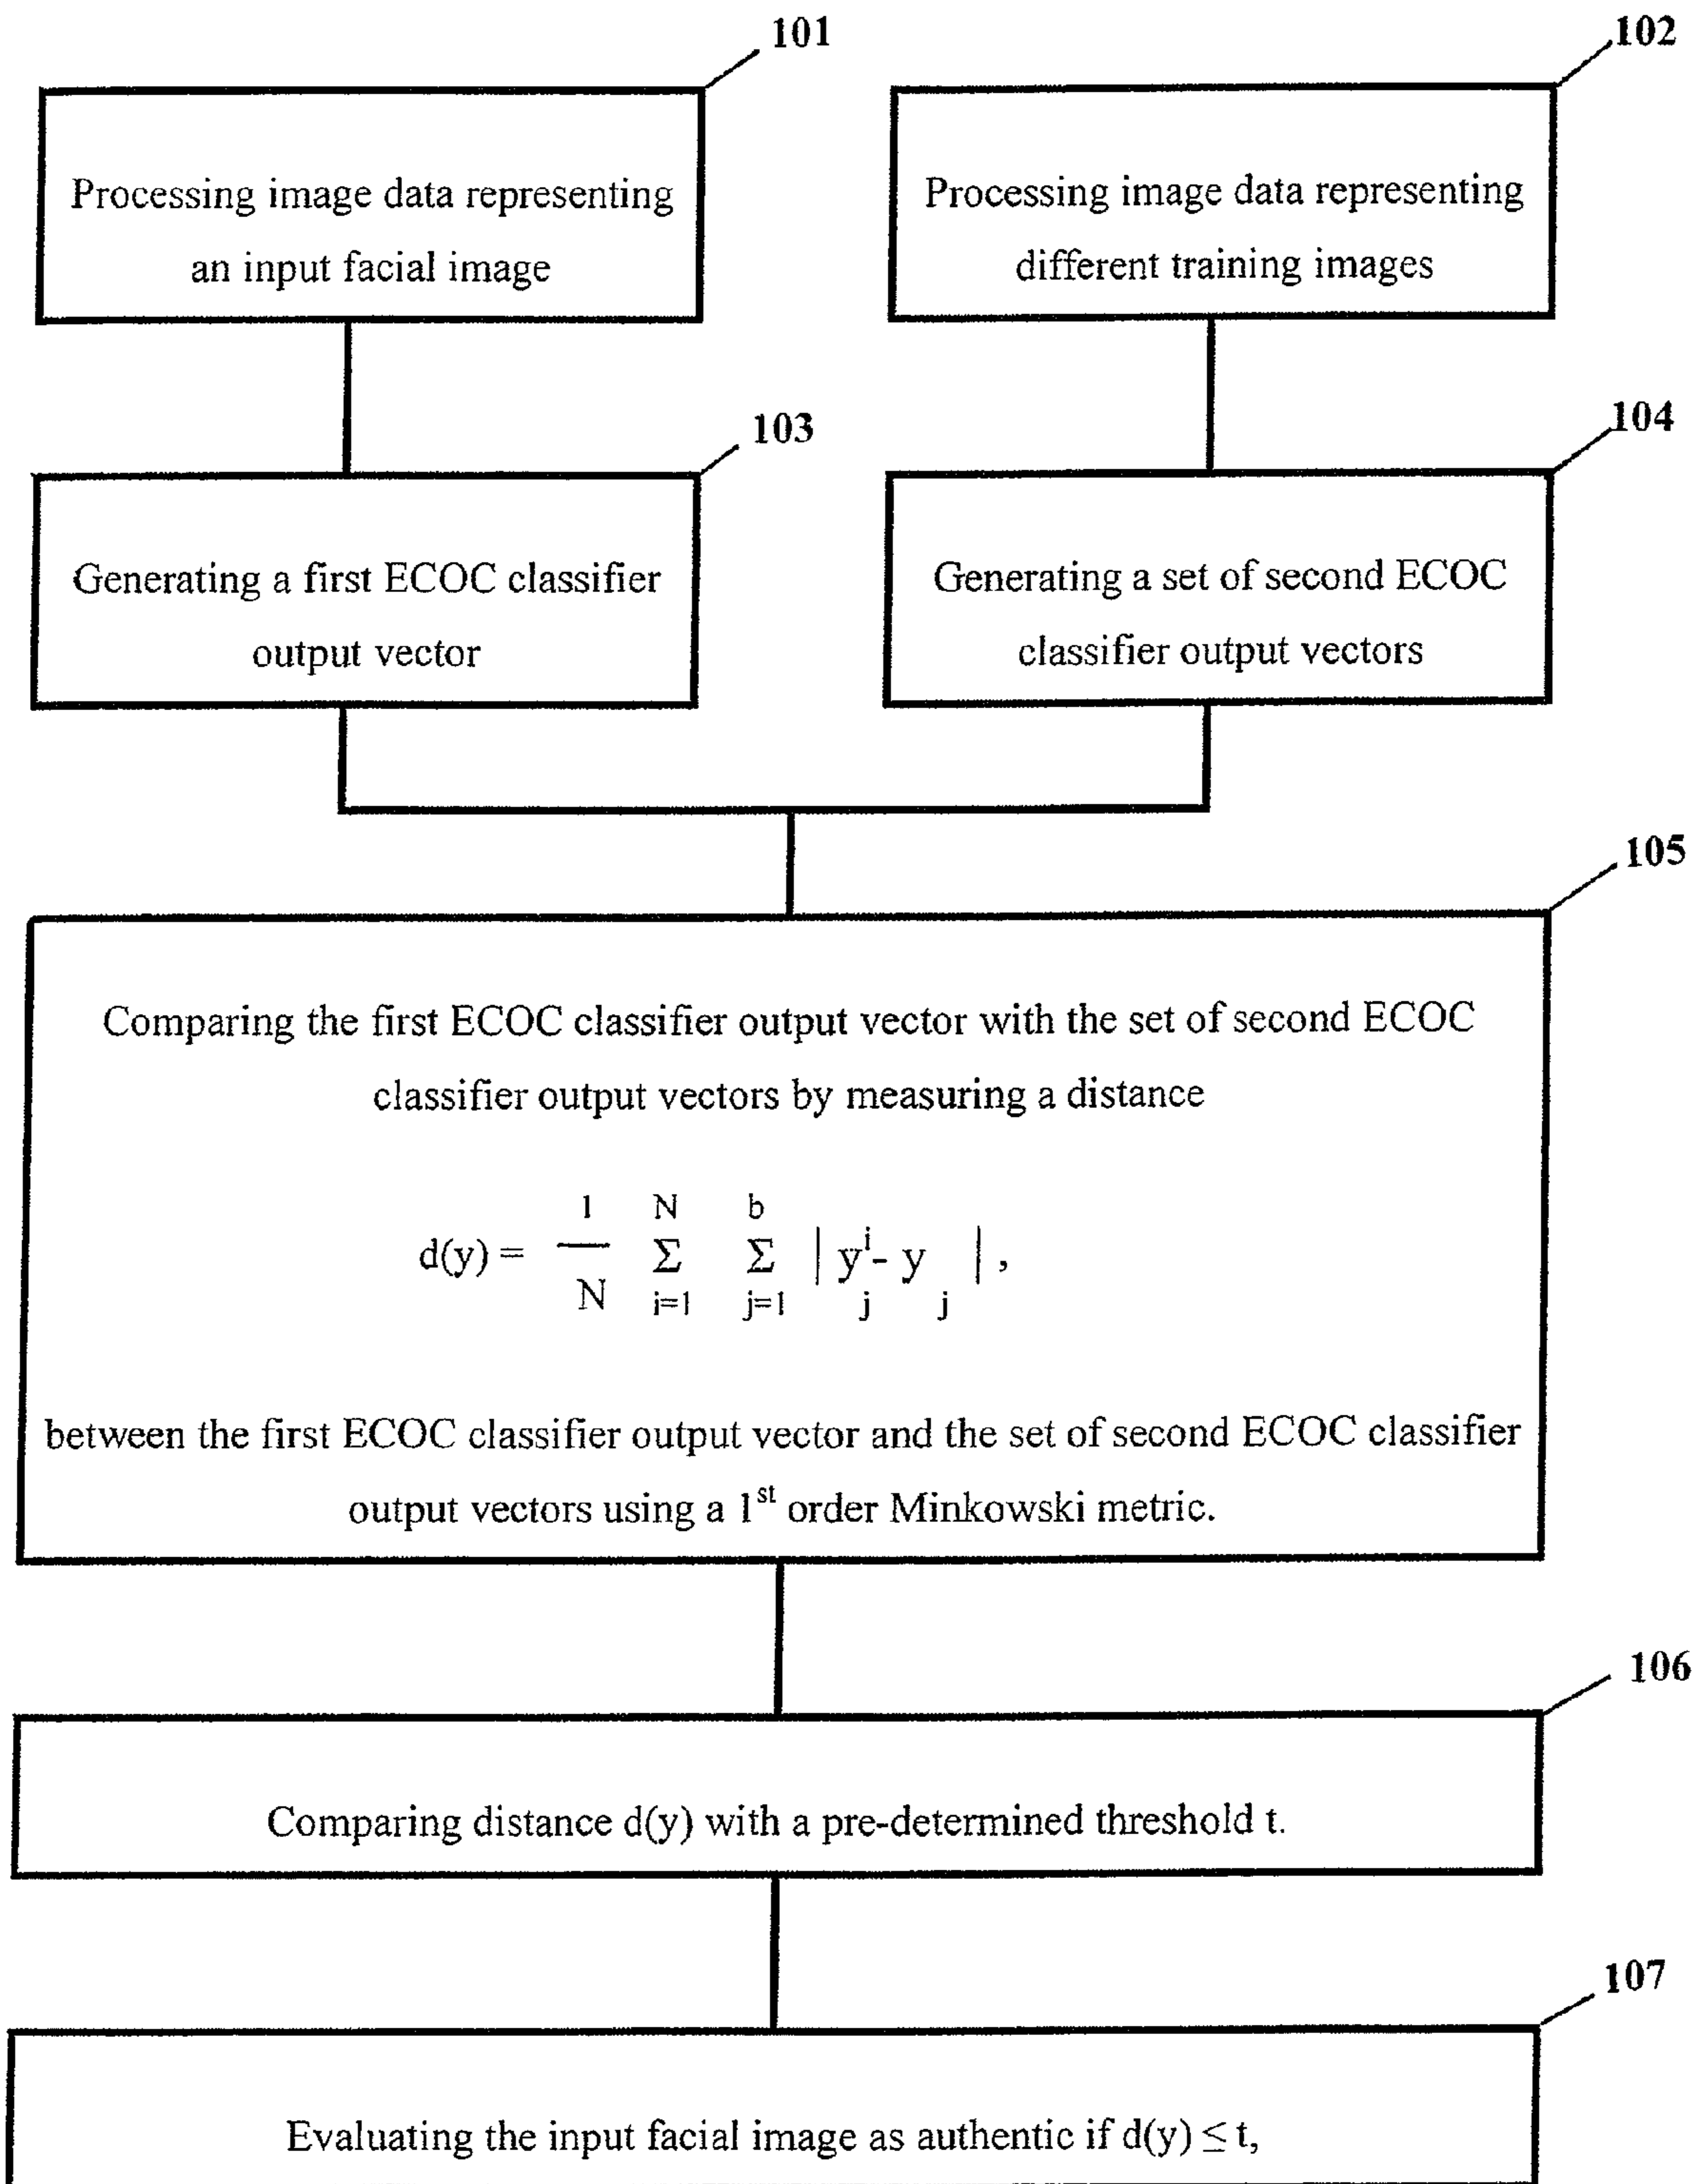 101
102
Processing image data representing
an input facial image
Processing image data representing
different training images
103
104
Generating a first ECOC classifier
output vector
Generating a set of second ECOC
classifier output vectors
105
Comparing the first ECOC classifier output vector with the set of second ECOC
classifier output vectors by measuring a distance
1 N b
d(y) = — Σ Σ | yⁱ- y |,
N i=1 j=1 j j
between the first ECOC classifier output vector and the set of second ECOC classifier
output vectors using a 1st order Minkowski metric.
106
Comparing distance d(y) with a pre-determined threshold t.
107
Evaluating the input facial image as authentic if d(y) ≤ t,